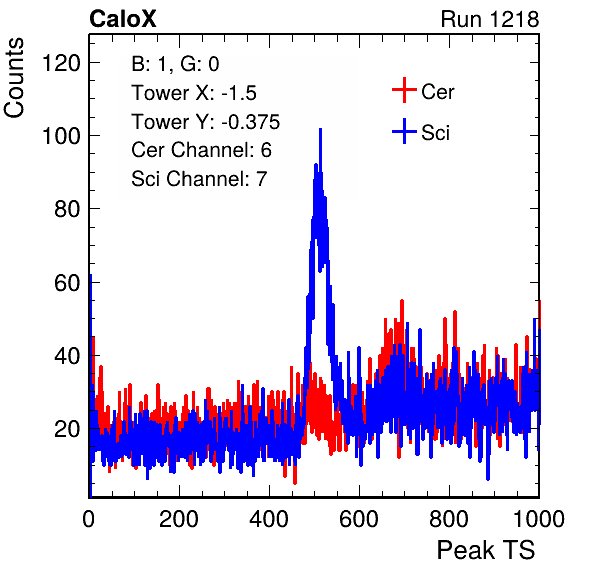 CaloX Run 1218
Counts
120
100
80
60
40
20
B: 1, G: 0
Tower X: -1.5
Tower Y: -0.375
Cer Channel: 6
Sci Channel: 7
Cer
Sci
0 200 400 600 800 1000
Peak TS